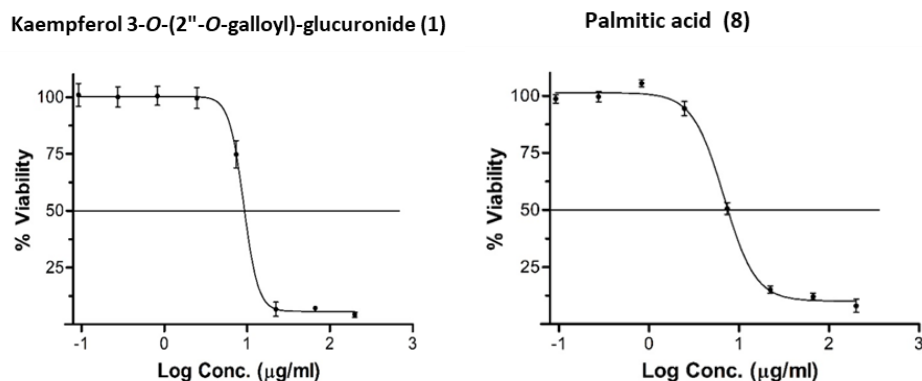 Kaempferol 3-O-(2"-O-galloyl)-glucuronide (1)
% Viability
100
75
50
25
-1 0 1 2 3
Log Conc. (µg/ml)
Palmitic acid (8)
% Viability
100
75
50
25
-1 0 1 2 3
Log Conc. (µg/ml)